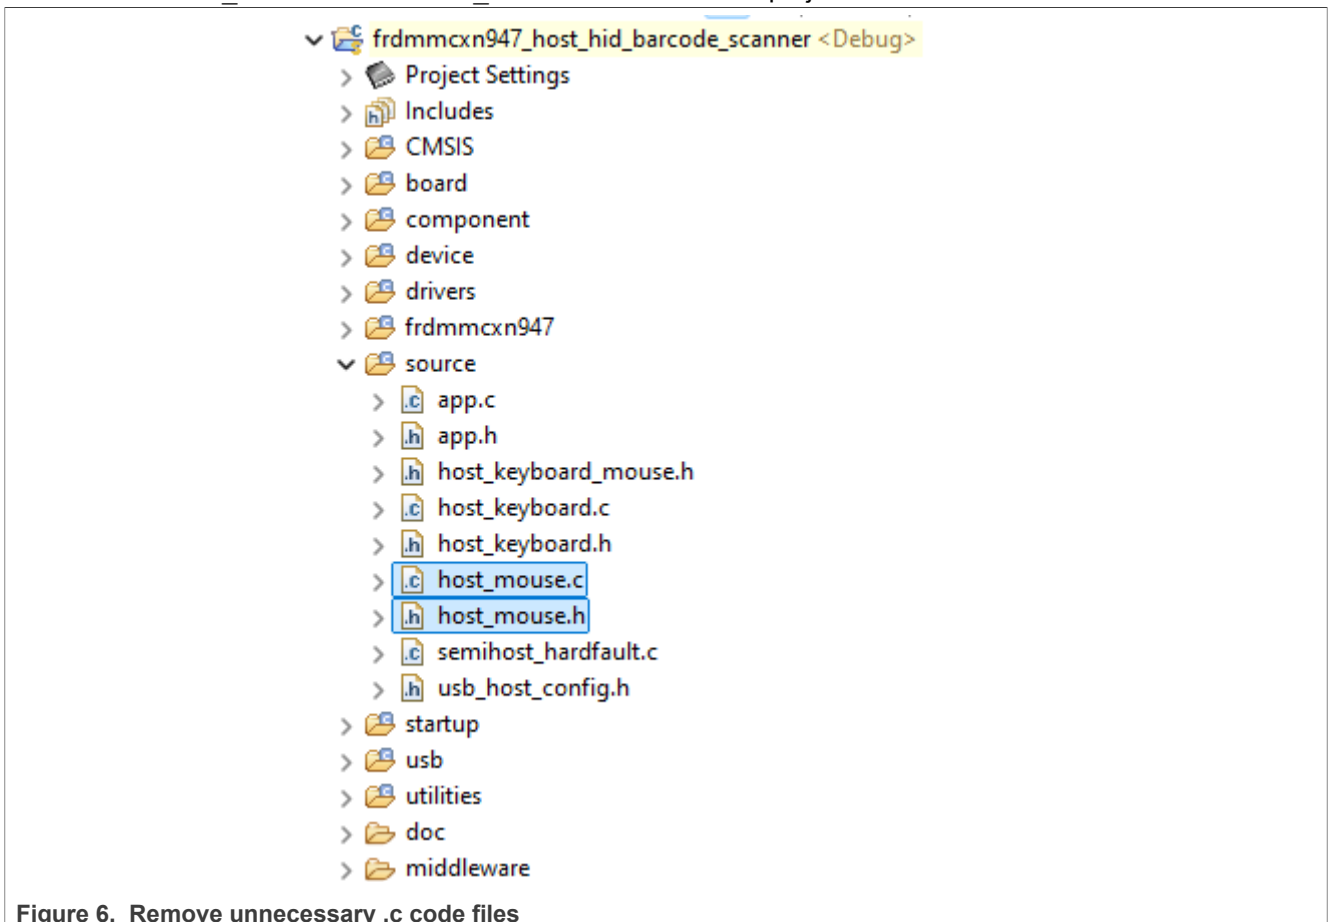 frdmmcxn947_host_hid_barcode_scanner <Debug>
Project Settings
Includes
CMSIS
board
component
device
drivers
frdmmcxn947
source
.c app.c
.h app.h
.h host_keyboard_mouse.h
.c host_keyboard.c
.h host_keyboard.h
.c host_mouse.c
.h host_mouse.h
.c semihost_hardfault.c
.h usb_host_config.h
startup
usb
utilities
doc
middleware
Figure 6. Remove unnecessary .c code files